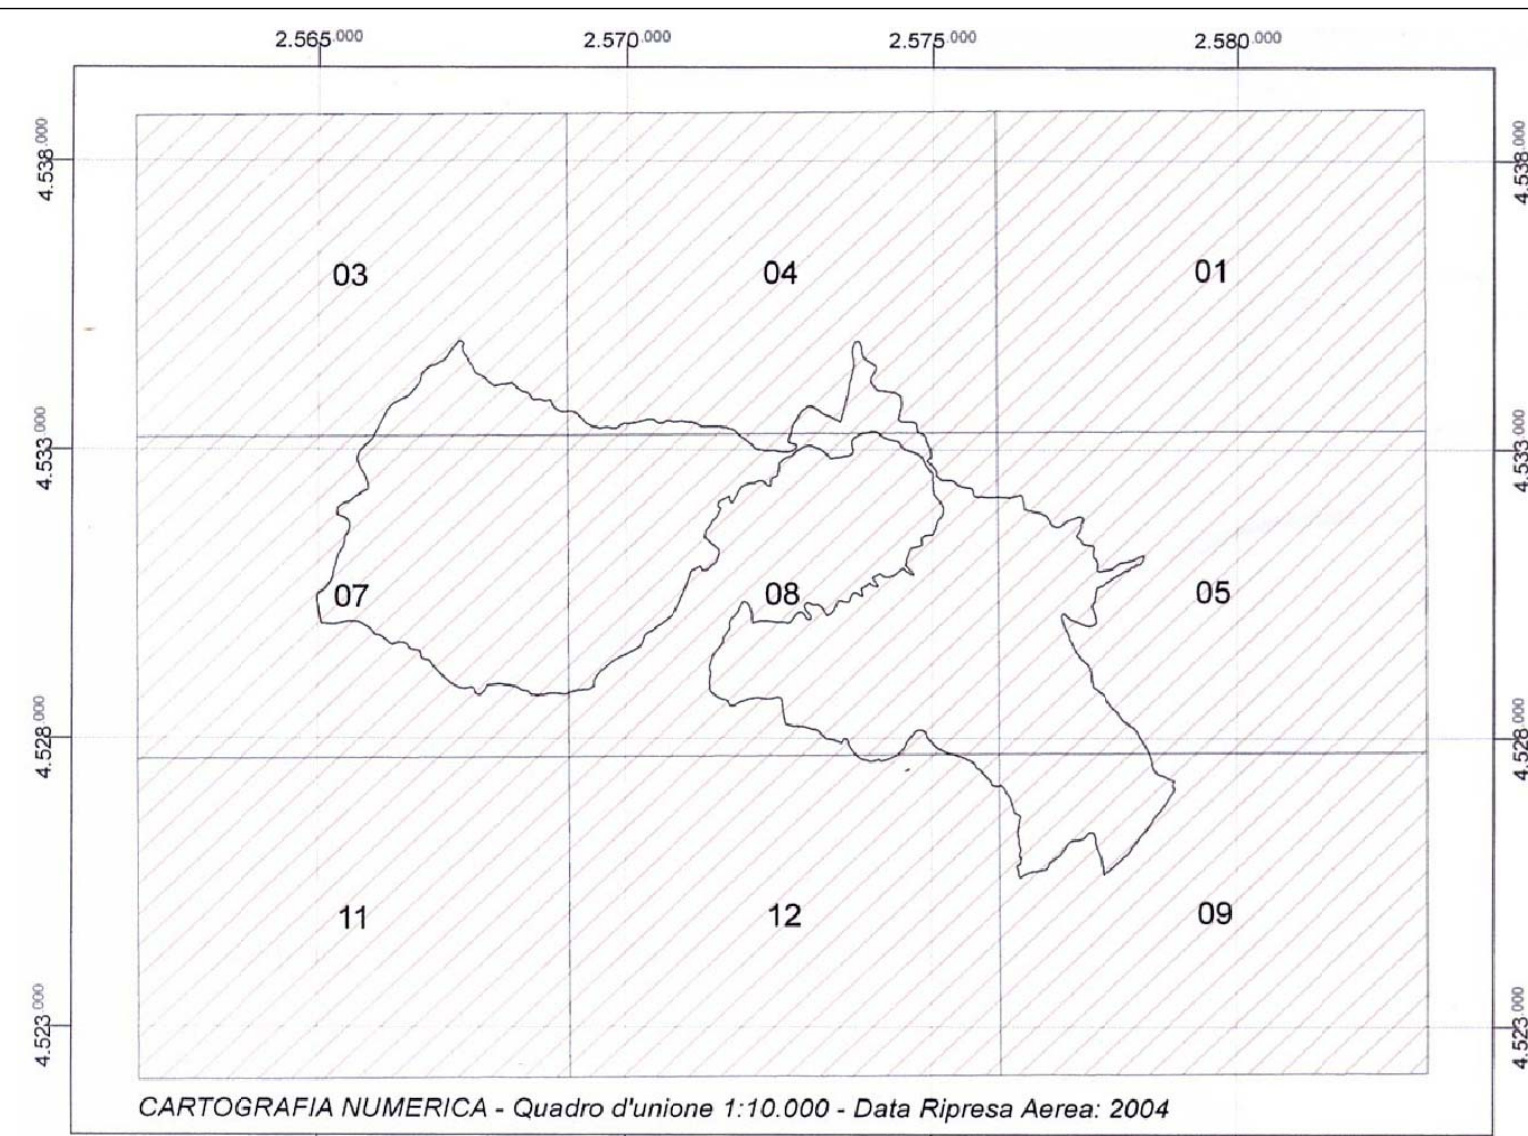 2.565.000 2.570.000 2.575.000 2.580.000
4.538.000 4.538.000
03 04 01
4.533.000 4.533.000
07 08 05
4.528.000 4.528.000
11 12 09
4.523.000 4.523.000
CARTOGRAFIA NUMERICA - Quadro d'unione 1:10.000 - Data Ripresa Aerea: 2004